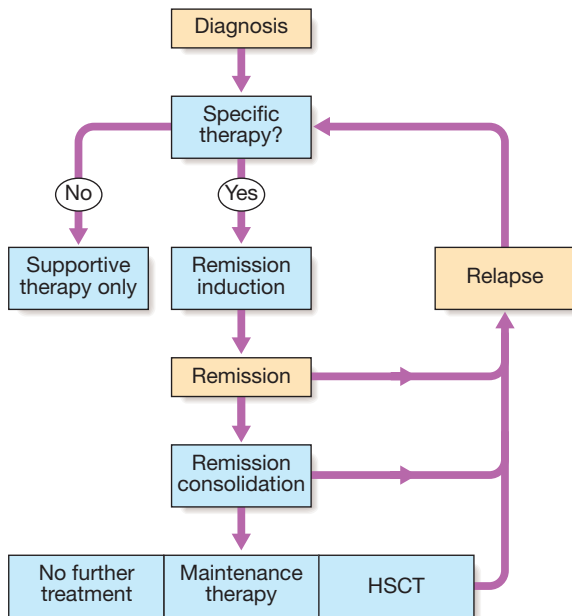 Diagnosis
Specific
therapy?
No
Yes
Supportive
therapy only
Remission
induction
Relapse
Remission
Remission
consolidation
No further
treatment
Maintenance
therapy
HSCT